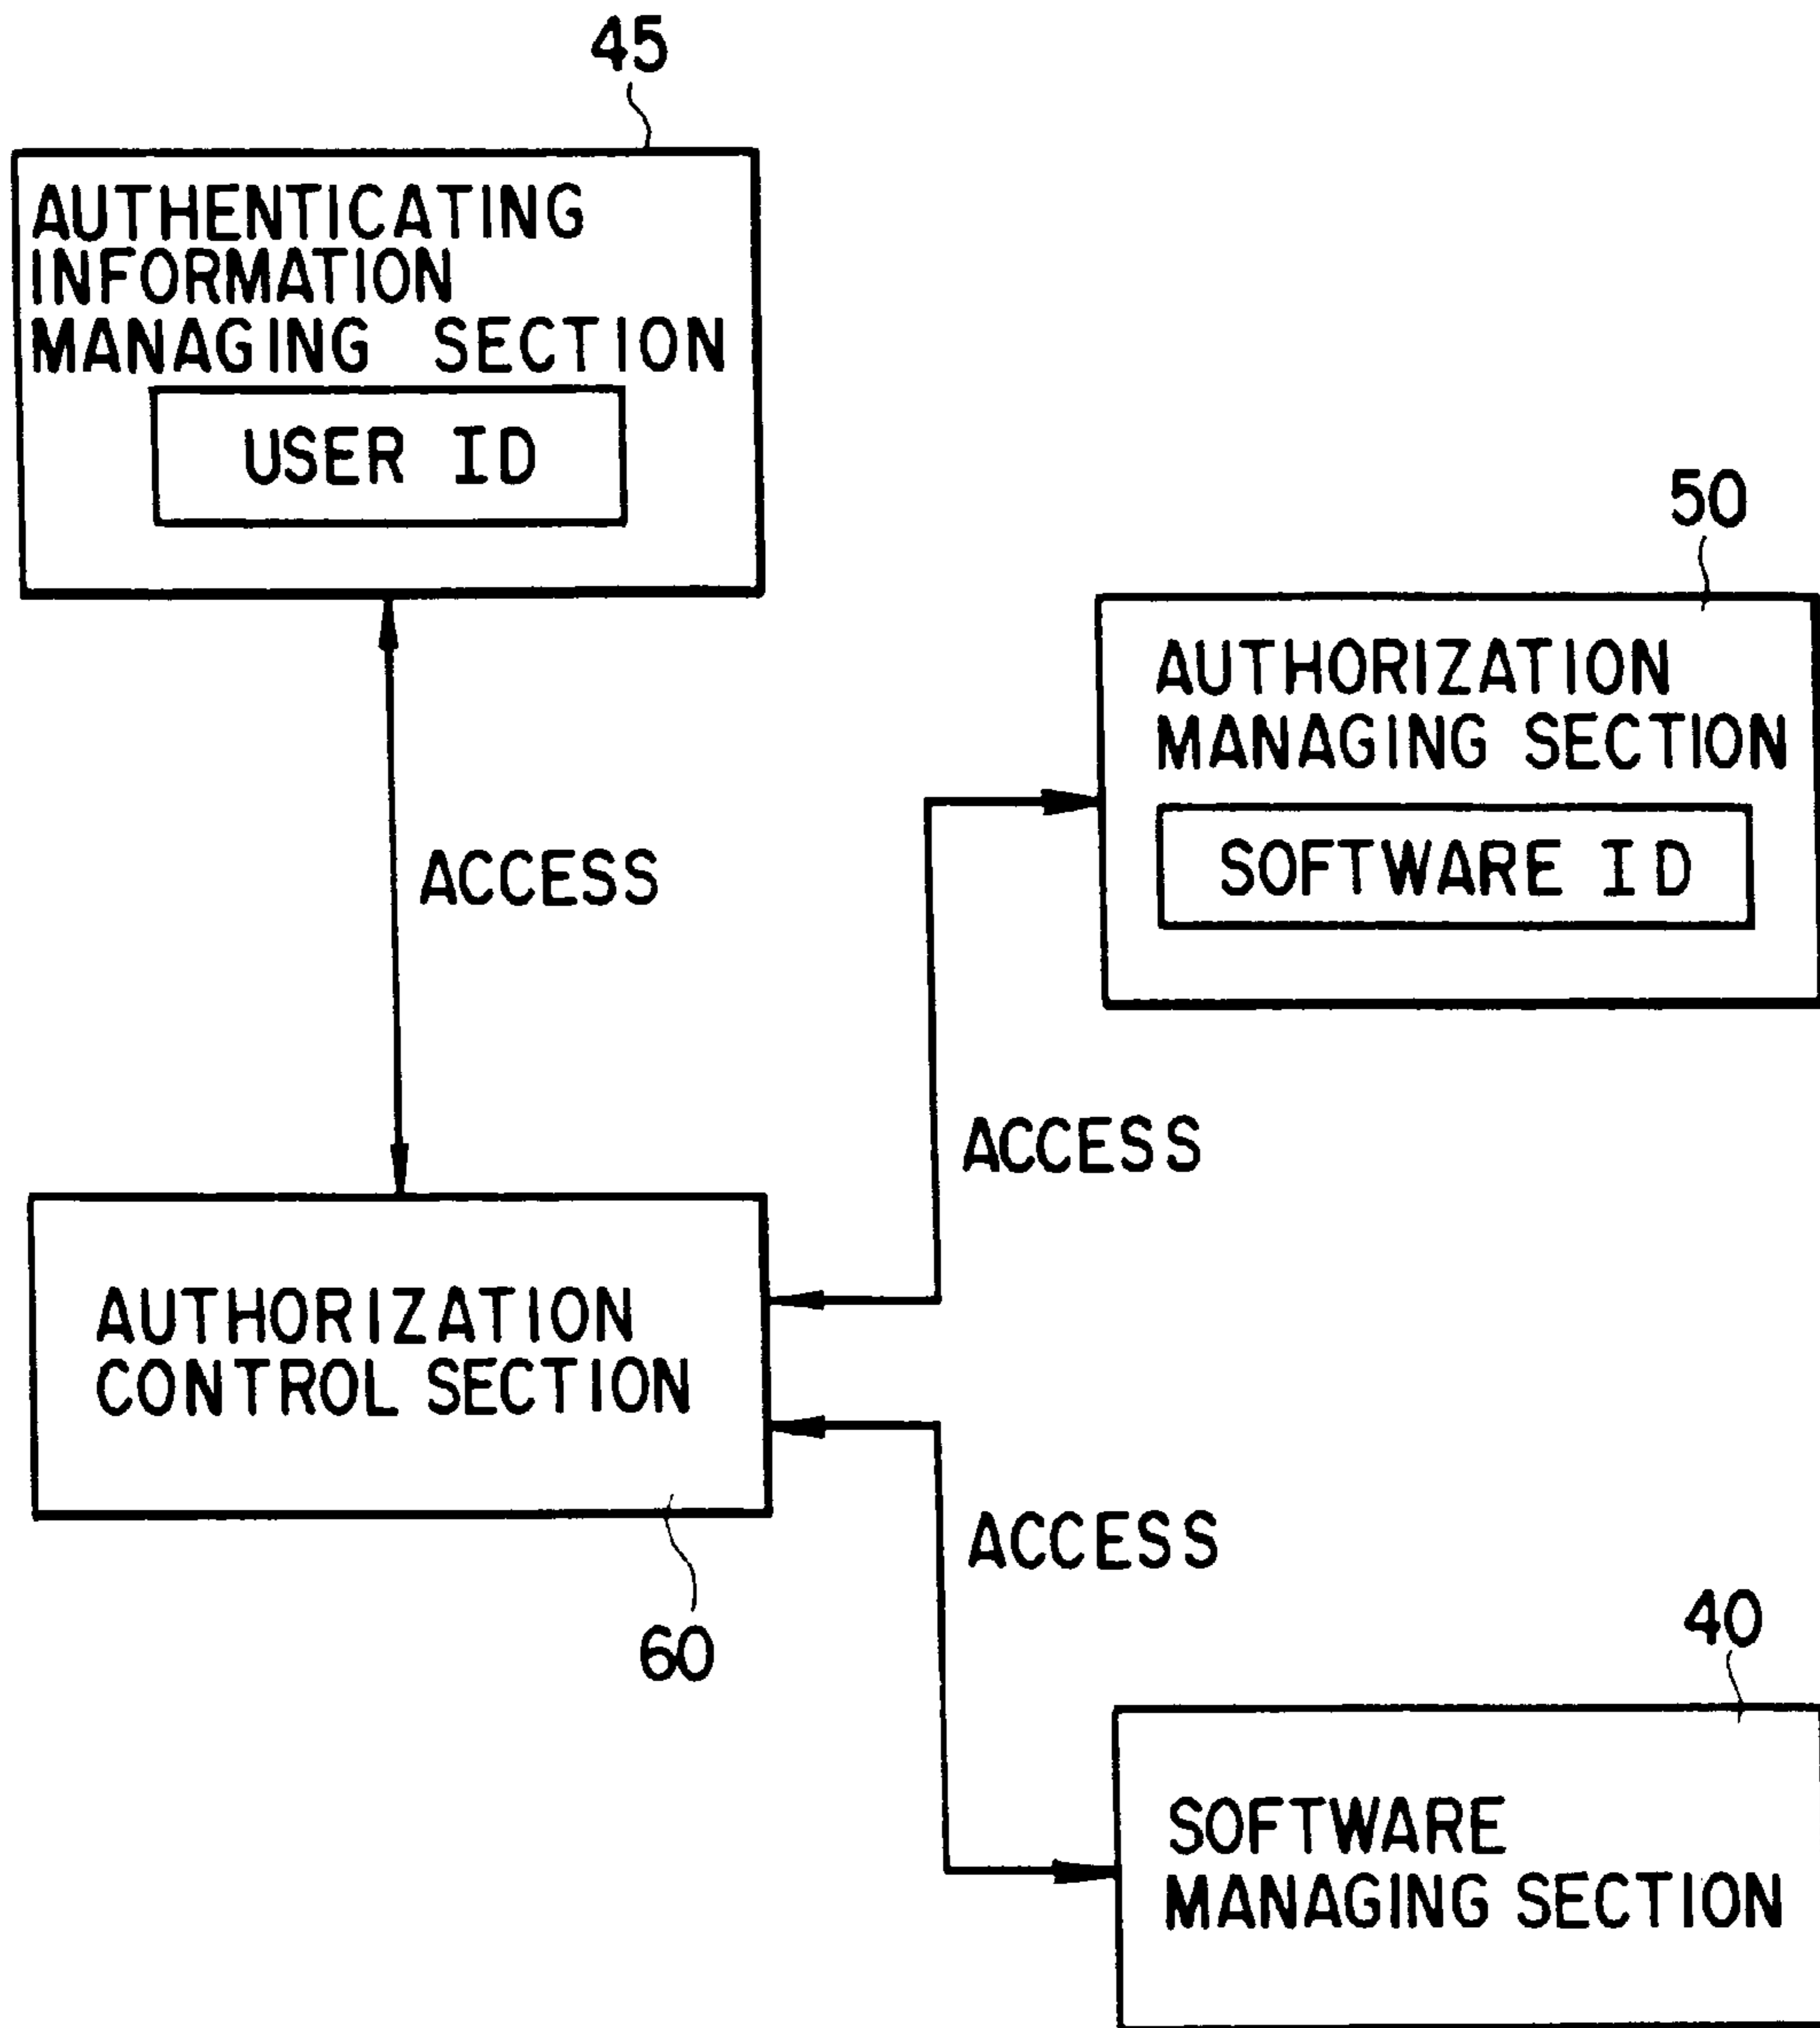 45
AUTHENTICATING
INFORMATION
MANAGING SECTION
USER ID
50
AUTHORIZATION
MANAGING SECTION
SOFTWARE ID
ACCESS
ACCESS
AUTHORIZATION
CONTROL SECTION
ACCESS
60
40
SOFTWARE
MANAGING SECTION